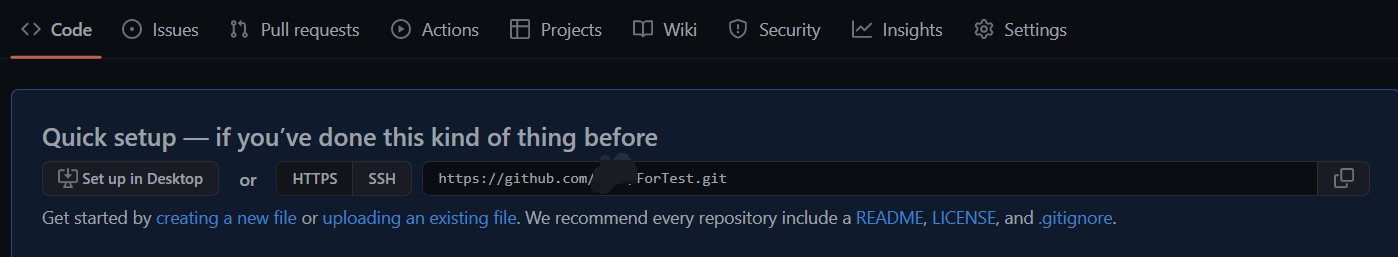 Code Issues Pull requests Actions Projects Wiki Security Insights Settings
Quick setup — if you’ve done this kind of thing before
Set up in Desktop or HTTPS SSH https://github.com/ ForTest.git
Get started by creating a new file or uploading an existing file. We recommend every repository include a README, LICENSE, and .gitignore.